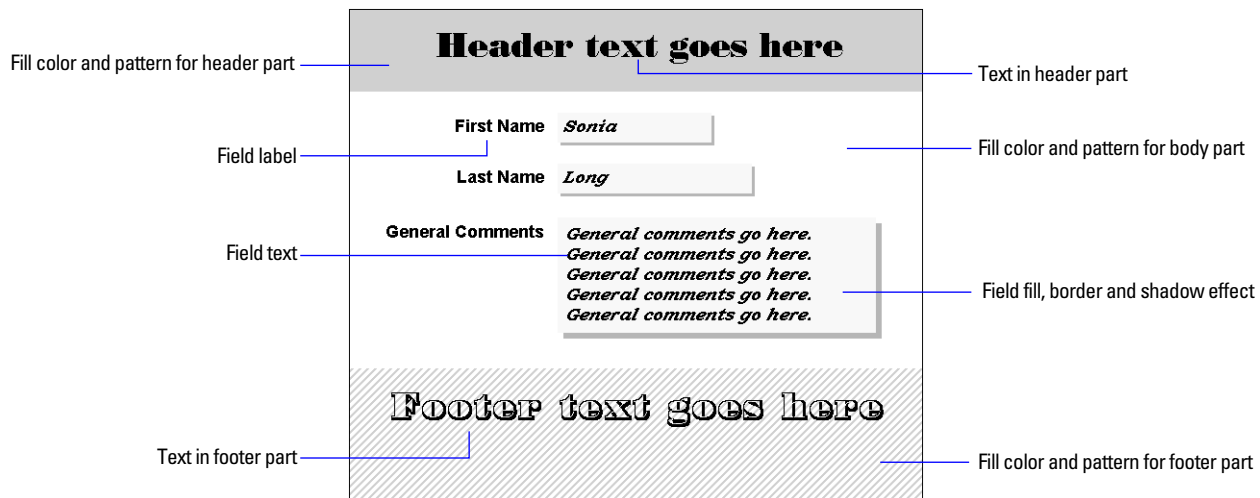 Header text goes here
Fill color and pattern for header part
Text in header part
First Name Sonia
Field label
Fill color and pattern for body part
Last Name Long
General Comments General comments go here.
Field text
General comments go here.
General comments go here.
General comments go here.
General comments go here.
Field fill, border and shadow effect
Footer text goes here
Text in footer part
Fill color and pattern for footer part